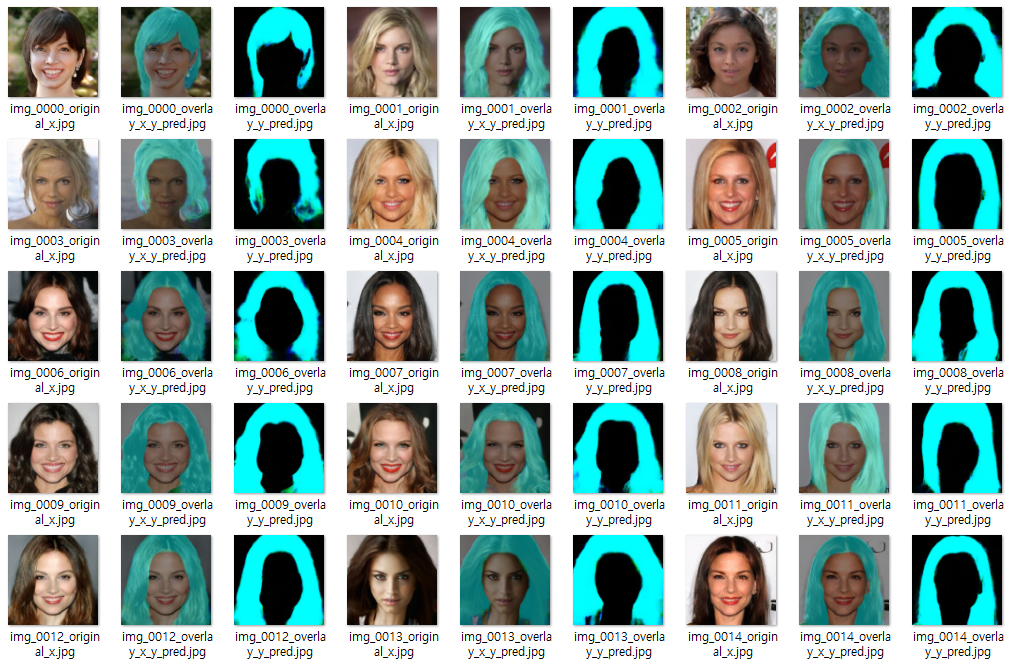 img_0000_origin
al_x.jpg
img_0000_overla
y_x_y_pred.jpg
img_0000_overla
y_y_pred.jpg
img_0001_origin
al_x.jpg
img_0001_overla
y_x_y_pred.jpg
img_0001_overla
y_y_pred.jpg
img_0002_origin
al_x.jpg
img_0002_overla
y_x_y_pred.jpg
img_0002_overla
y_y_pred.jpg
img_0003_origin
al_x.jpg
img_0003_overla
y_x_y_pred.jpg
img_0003_overla
y_y_pred.jpg
img_0004_origin
al_x.jpg
img_0004_overla
y_x_y_pred.jpg
img_0004_overla
y_y_pred.jpg
img_0005_origin
al_x.jpg
img_0005_overla
y_x_y_pred.jpg
img_0005_overla
y_y_pred.jpg
img_0006_origin
al_x.jpg
img_0006_overla
y_x_y_pred.jpg
img_0006_overla
y_y_pred.jpg
img_0007_origin
al_x.jpg
img_0007_overla
y_x_y_pred.jpg
img_0007_overla
y_y_pred.jpg
img_0008_origin
al_x.jpg
img_0008_overla
y_x_y_pred.jpg
img_0008_overla
y_y_pred.jpg
img_0009_origin
al_x.jpg
img_0009_overla
y_x_y_pred.jpg
img_0009_overla
y_y_pred.jpg
img_0010_origin
al_x.jpg
img_0010_overla
y_x_y_pred.jpg
img_0010_overla
y_y_pred.jpg
img_0011_origin
al_x.jpg
img_0011_overla
y_x_y_pred.jpg
img_0011_overla
y_y_pred.jpg
img_0012_origin
al_x.jpg
img_0012_overla
y_x_y_pred.jpg
img_0012_overla
y_y_pred.jpg
img_0013_origin
al_x.jpg
img_0013_overla
y_x_y_pred.jpg
img_0013_overla
y_y_pred.jpg
img_0014_origin
al_x.jpg
img_0014_overla
y_x_y_pred.jpg
img_0014_overla
y_y_pred.jpg